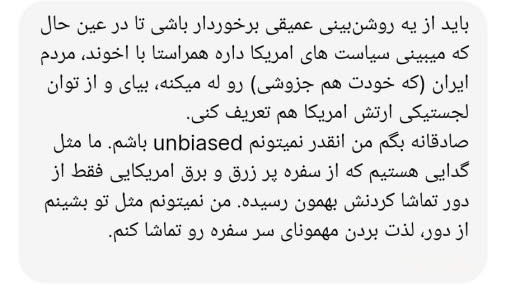 باید از یه روشن‌بینی عمیقی برخوردار باشی تا در عین حال
که میبینی سیاست های امریکا داره همراستا با اخوند، مردم
ایران (که خودت هم جزوشی) رو له میکنه، بیای و از توان
لجستیکی ارتش امریکا هم تعریف کنی.
صادقانه بگم من انقدر نمیتونم unbiased باشم. ما مثل
گدایی هستیم که از سفره پر زرق و برق امریکایی فقط از
دور تماشا کردنش بهمون رسیده. من نمیتونم مثل تو بشینم
از دور، لذت بردن مهمونای سر سفره رو تماشا کنم.